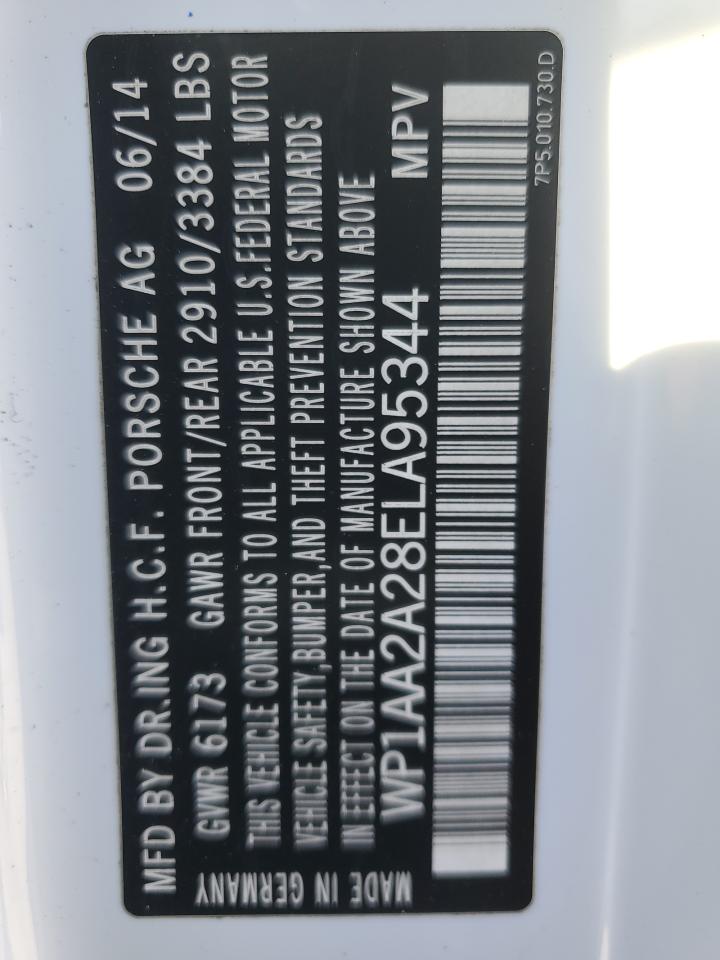 MFD BY DR.ING H.C.F. PORSCHE AG 06/14
GVWR 6173 GAWR FRONT/REAR 2910/3384 LBS
THIS VEHICLE CONFORMS TO ALL APPLICABLE U.S.FEDERAL MOTOR
VEHICLE SAFETY,BUMPER,AND THEFT PREVENTION STANDARDS
IN EFFECT ON THE DATE OF MANUFACTURE SHOWN ABOVE
WP1AA2A28ELA95344 MPV
MADE IN GERMANY
7P5.010.730.D